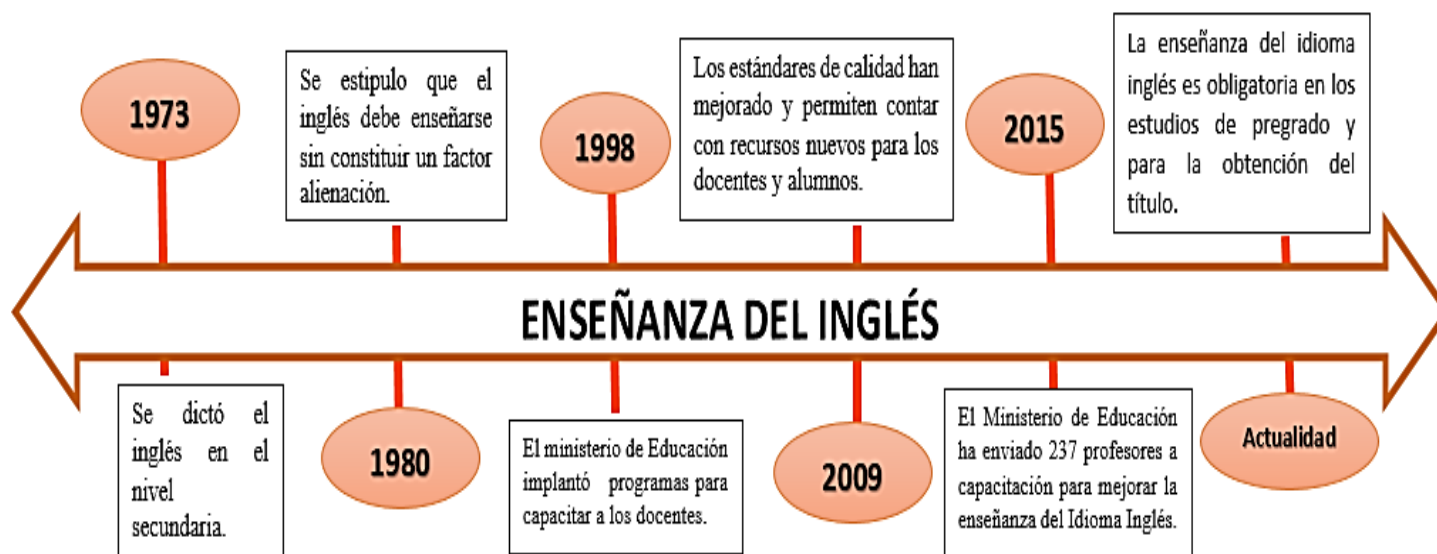 1973
Se estipulo que el
inglés debe enseñarse
sin constituir un factor
alienación.
1998
Los estándares de calidad han
mejorado y permiten contar
con recursos nuevos para los
docentes y alumnos.
2015
La enseñanza del idioma
inglés es obligatoria en los
estudios de pregrado y
para la obtención del
título.
ENSEÑANZA DEL INGLÉS
Se dictó el
inglés en el
nivel
secundaria.
1980
El ministerio de Educación
implantó programas para
capacitar a los docentes.
2009
El Ministerio de Educación
ha enviado 237 profesores a
capacitación para mejorar la
enseñanza del Idioma Inglés.
Actualidad